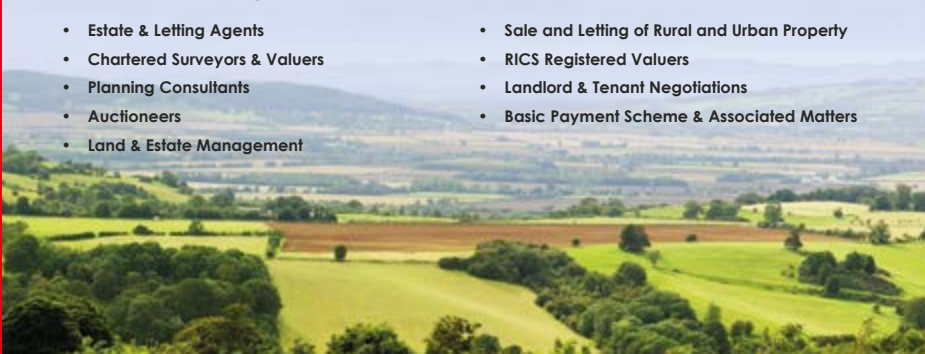 • Estate & Letting Agents
• Chartered Surveyors & Valuers
• Planning Consultants
• Auctioneers
• Land & Estate Management
• Sale and Letting of Rural and Urban Property
• RICS Registered Valuers
• Landlord & Tenant Negotiations
• Basic Payment Scheme & Associated Matters